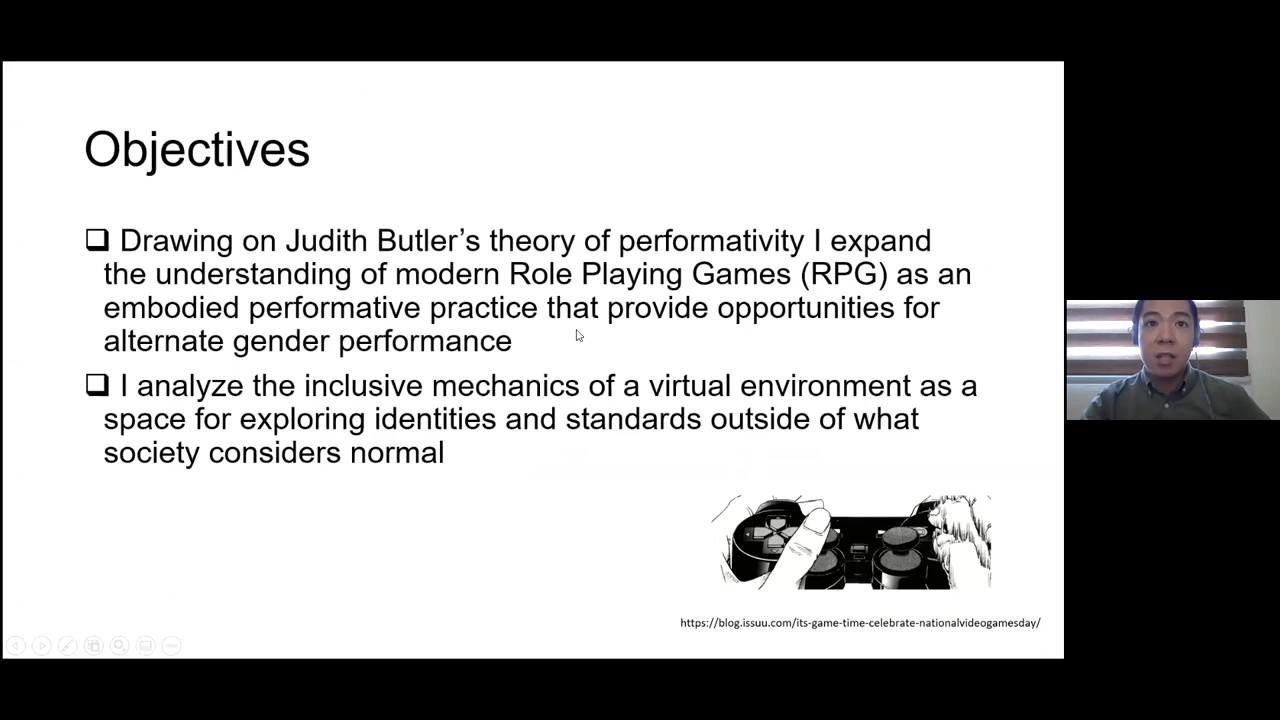 Objectives
Drawing on Judith Butler’s theory of performativity I expand
the understanding of modern Role Playing Games (RPG) as an
embodied performative practice that provide opportunities for
alternate gender performance
I analyze the inclusive mechanics of a virtual environment as a
space for exploring identities and standards outside of what
society considers normal
https://blog.issuu.com/its-game-time-celebrate-nationalvideogamesday/